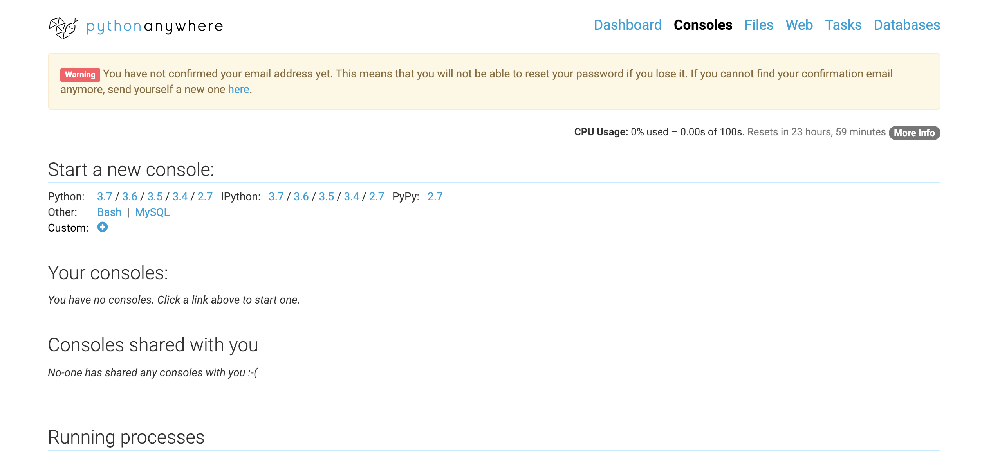 pythonanywhere
Dashboard Consoles Files Web Tasks Databases
Warning You have not confirmed your email address yet. This means that you will not be able to reset your password if you lose it. If you cannot find your confirmation email
anymore, send yourself a new one here.
CPU Usage: 0% used – 0.00s of 100s. Resets in 23 hours, 59 minutes More Info
Start a new console:
Python: 3.7 / 3.6 / 3.5 / 3.4 / 2.7 IPython: 3.7 / 3.6 / 3.5 / 3.4 / 2.7 PyPy: 2.7
Other: Bash | MySQL
Custom:
Your consoles:
You have no consoles. Click a link above to start one.
Consoles shared with you
No-one has shared any consoles with you :-(
Running processes